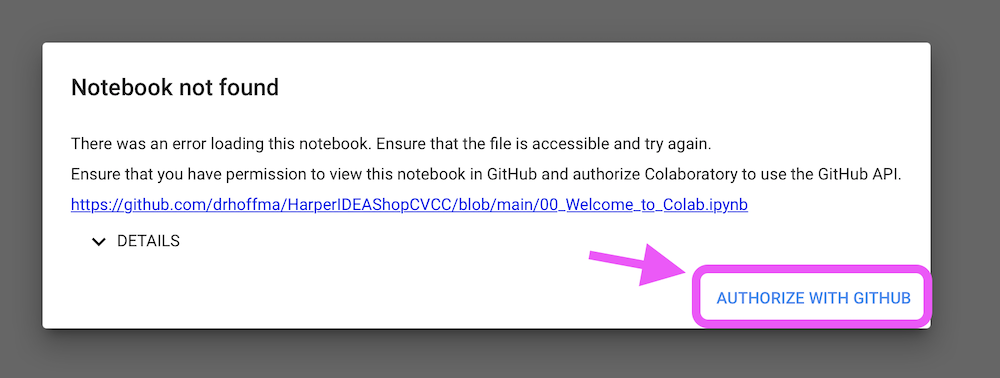 Notebook not found
There was an error loading this notebook. Ensure that the file is accessible and try again.
Ensure that you have permission to view this notebook in GitHub and authorize Colaboratory to use the GitHub API.
https://github.com/drhoffma/HarperIDEAShopCVCC/blob/main/00_Welcome_to_Colab.ipynb
DETAILS
AUTHORIZE WITH GITHUB